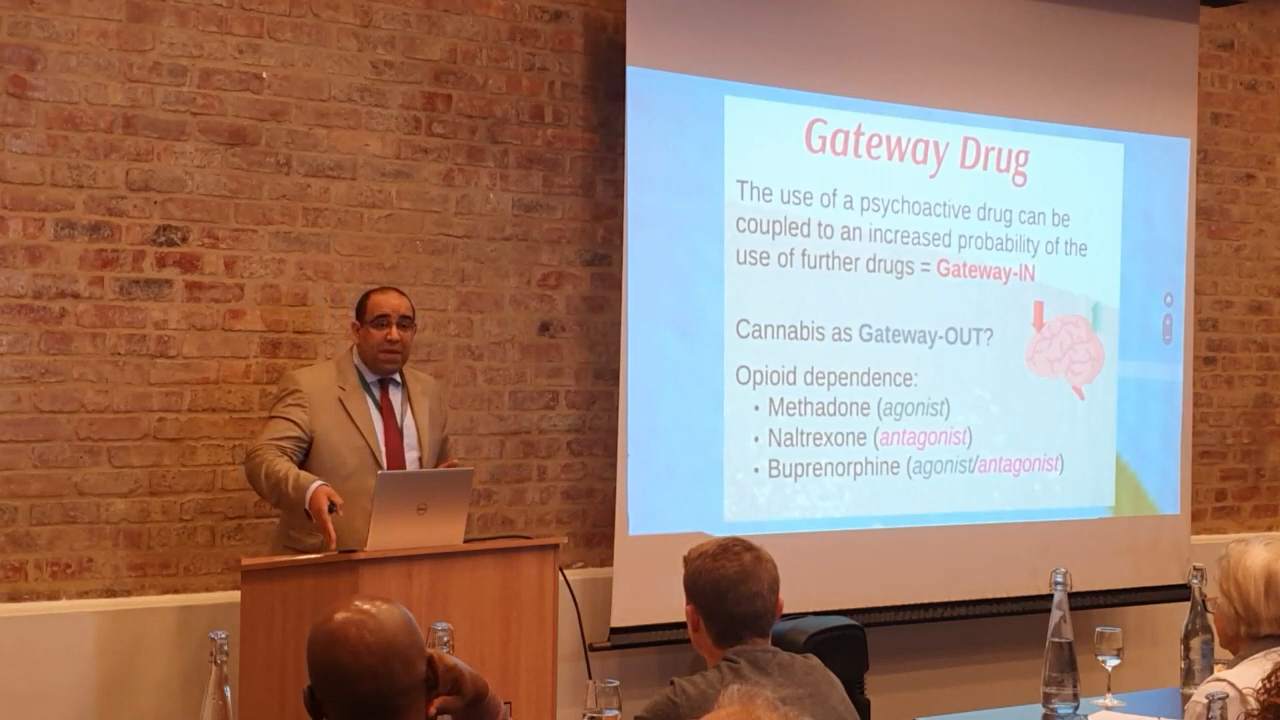 Gateway Drug
The use of a psychoactive drug can be
coupled to an increased probability of the
use of further drugs = Gateway-IN
Cannabis as Gateway-OUT?
Opioid dependence:
• Methadone (agonist)
• Naltrexone (antagonist)
• Buprenorphine (agonist/antagonist)
DELL